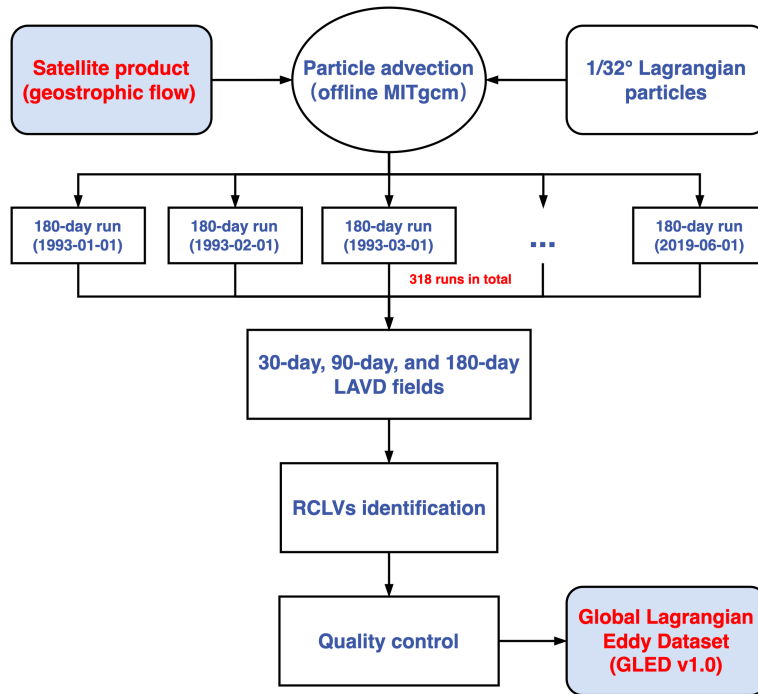 Satellite product
(geostrophic flow)
Particle advection
(offline MITgcm)
1/32° Lagrangian
particles
180-day run
(1993-01-01)
180-day run
(1993-02-01)
180-day run
(1993-03-01)
...
180-day run
(2019-06-01)
318 runs in total
30-day, 90-day, and 180-day
LAVD fields
RCLVs identification
Quality control
Global Lagrangian
Eddy Dataset
(GLED v1.0)